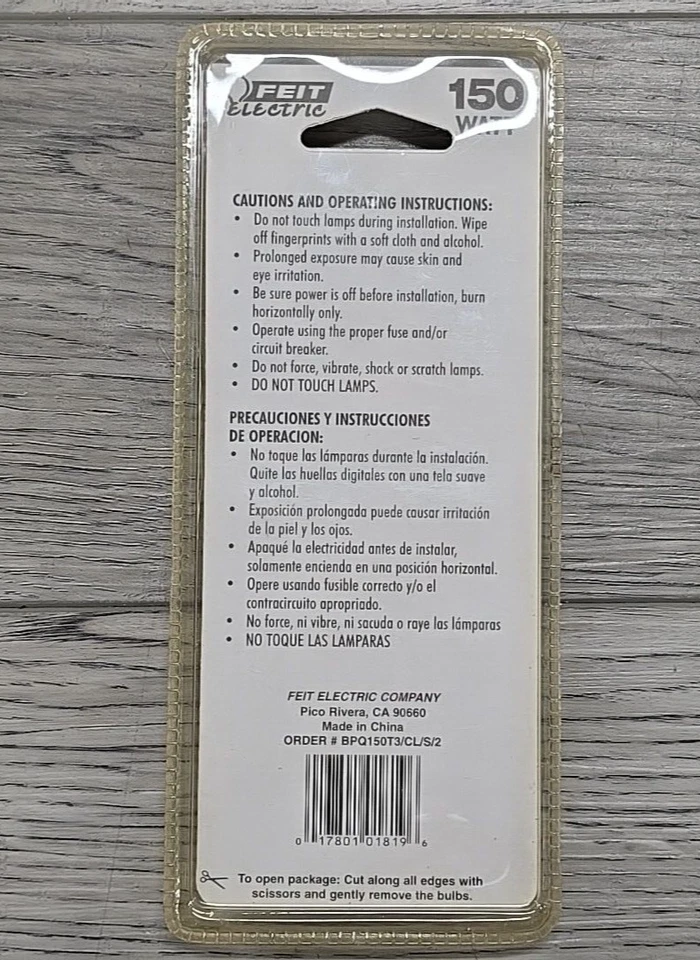 FEIT
Electric
150
WATT
CAUTIONS AND OPERATING INSTRUCTIONS:
• Do not touch lamps during installation. Wipe
off fingerprints with a soft cloth and alcohol.
• Prolonged exposure may cause skin and
eye irritation.
• Be sure power is off before installation, burn
horizontally only.
• Operate using the proper fuse and/or
circuit breaker.
• Do not force, vibrate, shock or scratch lamps.
• DO NOT TOUCH LAMPS.
PRECAUCIONES Y INSTRUCCIONES
DE OPERACION:
• No toque las lámparas durante la instalación.
Quite las huellas digitales con una tela suave
y alcohol.
• Exposición prolongada puede causar irritación
de la piel y los ojos.
• Apaqué la electricidad antes de instalar,
solamente encienda en una posición horizontal.
• Opere usando fusible correcto y/o el
contracircuito apropriado.
• No force, ni vibre, ni sacuda o raye las lámparas
• NO TOQUE LAS LAMPARAS
FEIT ELECTRIC COMPANY
Pico Rivera, CA 90660
Made in China
ORDER # BPQ150T3/CL/S/2
0 17801 01819 6
To open package: Cut along all edges with
scissors and gently remove the bulbs.